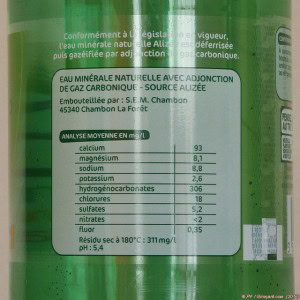 Conformément à la législation en vigueur,
l'eau minérale naturelle Alizée est déferrisée
puis gazéifiée par adjonction de gaz carbonique.
EAU MINÉRALE NATURELLE AVEC ADJONCTION
DE GAZ CARBONIQUE - SOURCE ALIZÉE
Embouteillée par : S.E.M. Chambon
45340 Chambon La Forêt
ANALYSE MOYENNE EN mg/L
calcium 93
magnésium 8,1
sodium 8,8
potassium 2,6
hydrogénocarbonates 306
chlorures 18
sulfates 5,2
nitrates <2
fluor 0,35
Résidu sec à 180°C : 311 mg/L
pH : 5,4